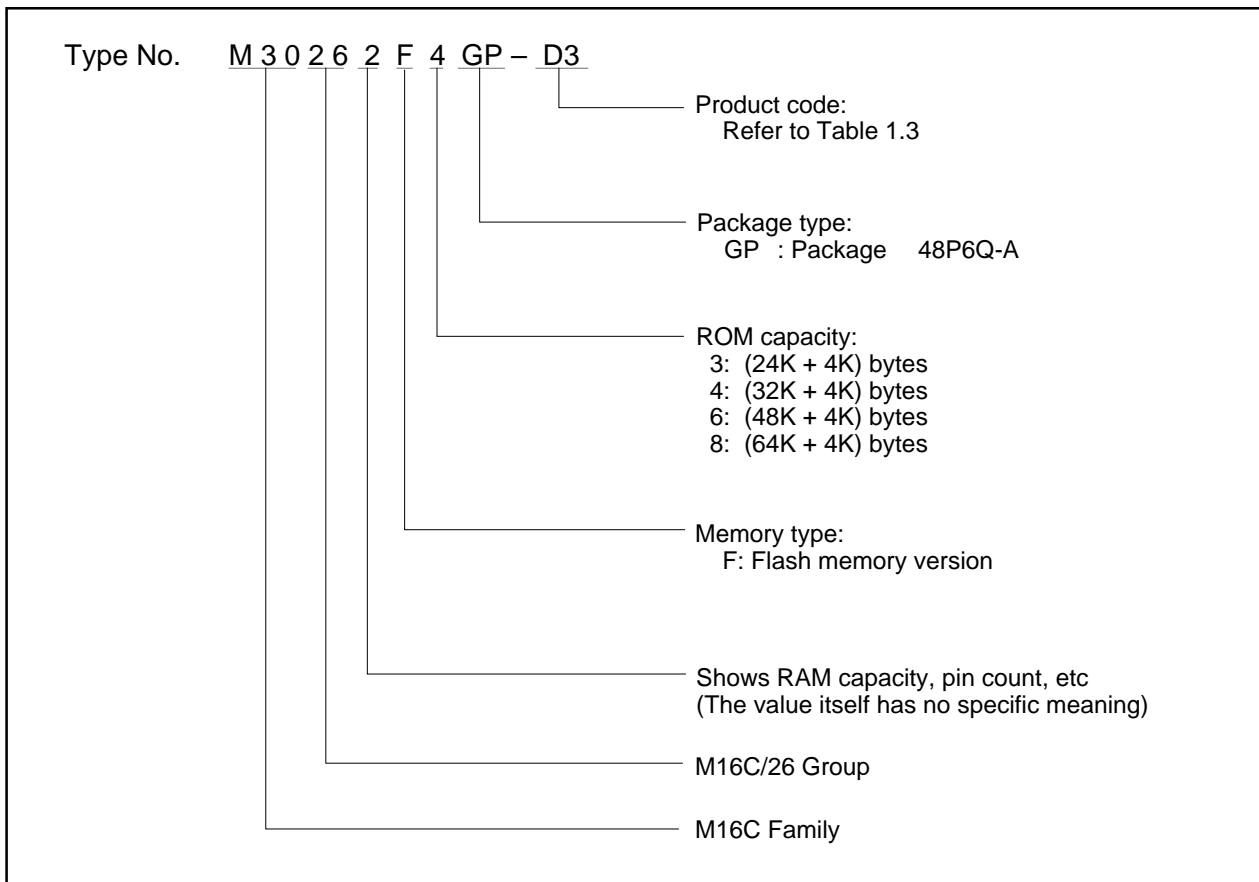 Type No. M 3 0 2 6 2 F 4 GP – D3
Product code:
Refer to Table 1.3
Package type:
GP : Package 48P6Q-A
ROM capacity:
3: (24K + 4K) bytes
4: (32K + 4K) bytes
6: (48K + 4K) bytes
8: (64K + 4K) bytes
Memory type:
F: Flash memory version
Shows RAM capacity, pin count, etc
(The value itself has no specific meaning)
M16C/26 Group
M16C Family